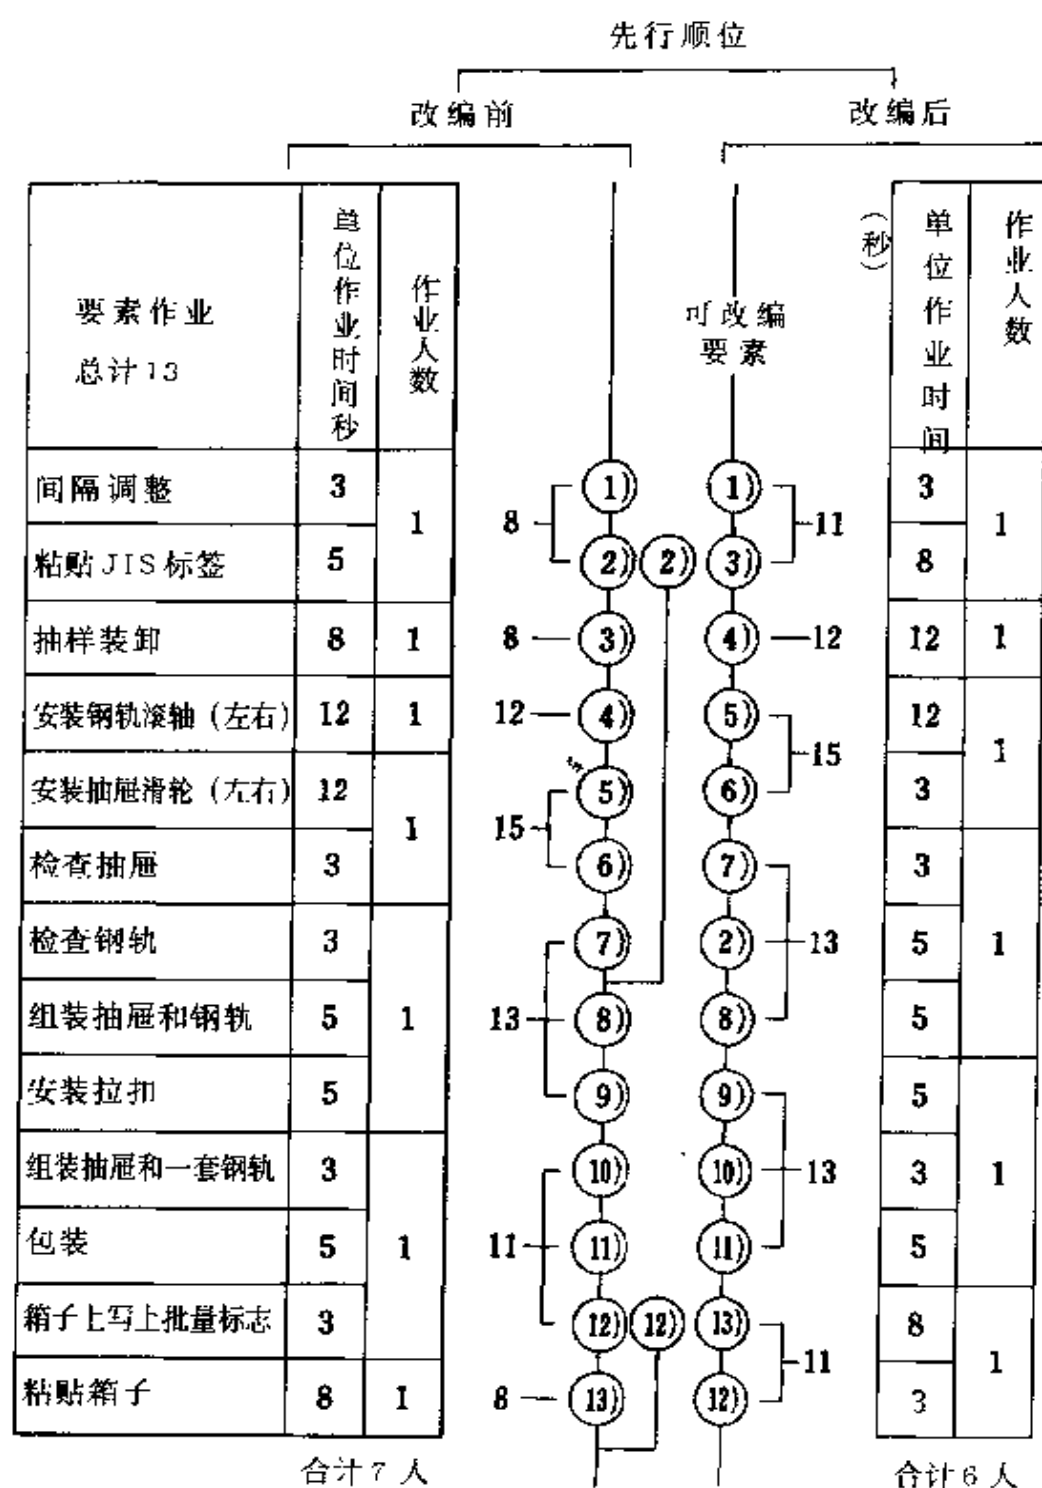 先行顺位
改编前
改编后
要素作业
总计13
单位作业时间秒
作业人数
可改编
要素
(秒)
单位作业时间
作业人数
间隔调整 3 1 8 1) 1) 11 3 1
粘贴JIS标签 5 2) 2) 3) 8
抽样装卸 8 1 8 3) 4) 12 12 1
安装钢轨滚轴(左右) 12 1 12 4) 5) 15 12 1
安装抽屉滑轮(左右) 12 1 15 5) 6) 3
检查抽屉 3 6) 7) 3
检查钢轨 3 7) 2) 13 5 1
组装抽屉和钢轨 5 1 13 8) 8) 5
安装拉扣 5 9) 9) 5
组装抽屉和一套钢轨 3 10) 10) 13 3 1
包装 5 1 11 11) 11) 5
箱子上写上批量标志 3 12) 12) 13) 11 8 1
粘贴箱子 8 1 8 13) 12) 3
合计7人
合计6人